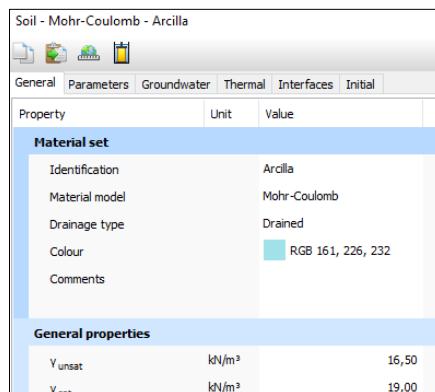 Soil - Mohr-Coulomb - Arcilla
General Parameters Groundwater Thermal Interfaces Initial
Property Unit Value
Material set
Identification Arcilla
Material model Mohr-Coulomb
Drainage type Drained
Colour RGB 161, 226, 232
Comments
General properties
γunsat kN/m³ 16,50
γsat kN/m³ 19,00